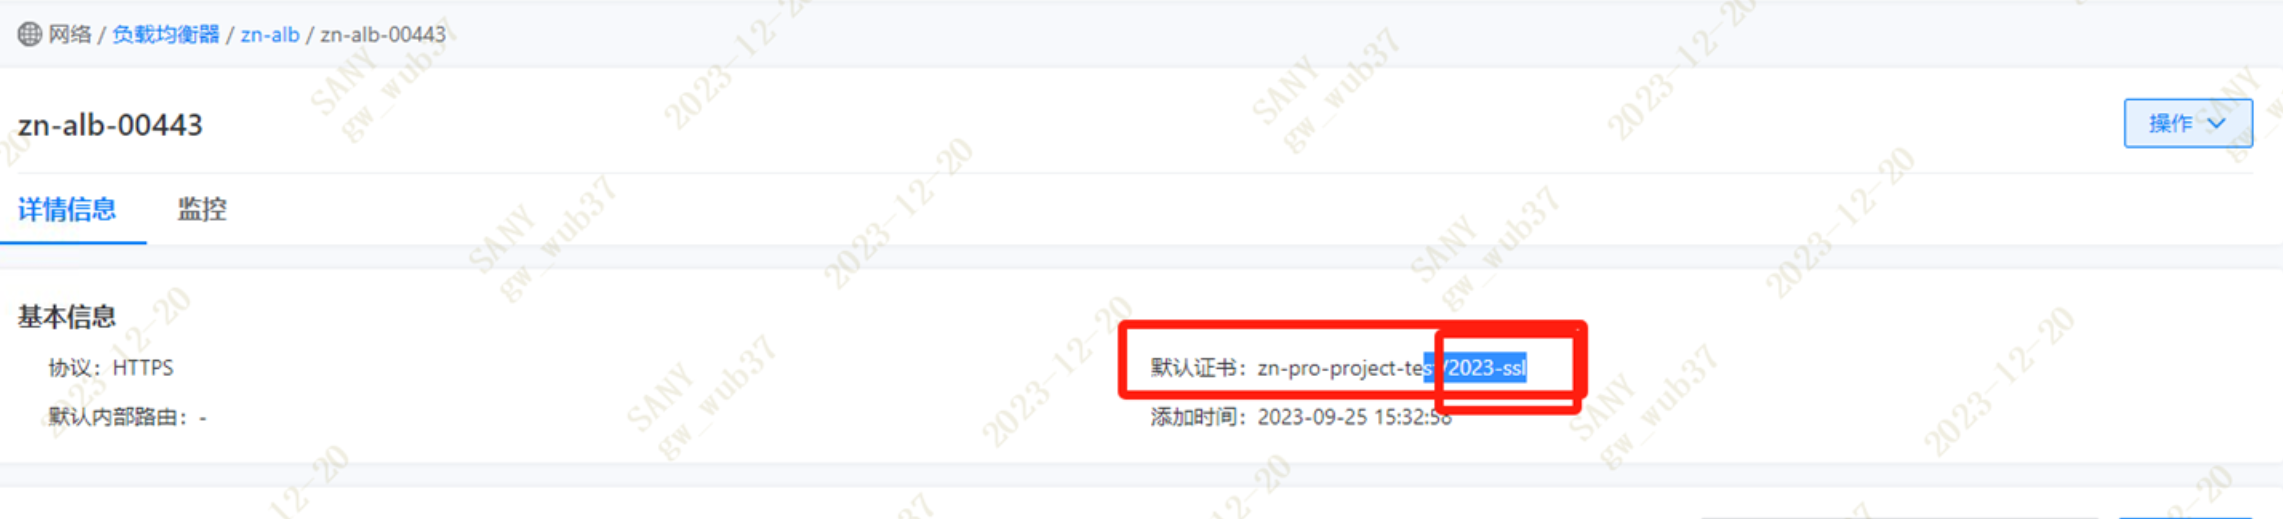 网络 / 负载均衡器 / zn-alb / zn-alb-00443
zn-alb-00443
操作
详情信息 监控
基本信息
协议：HTTPS
默认证书：zn-pro-project-test/2023-ssl
默认内部路由：-
添加时间：2023-09-25 15:32:58
SANY
gw_wub37
2023-12-20